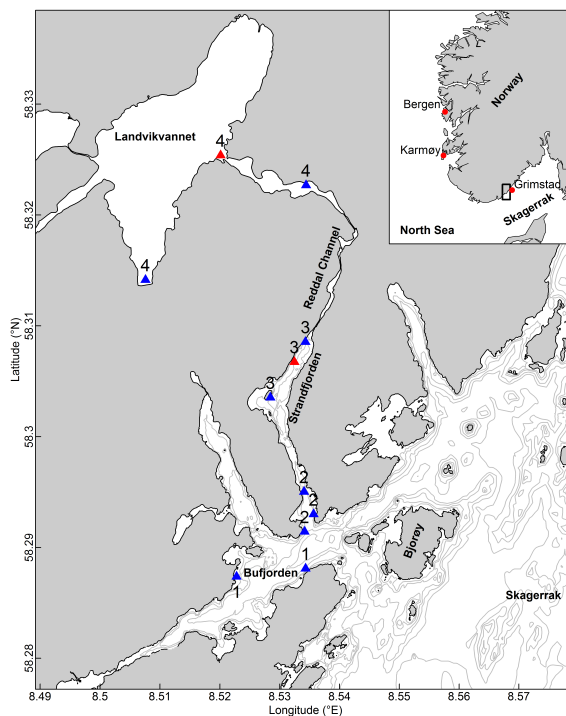 Bergen
Karmøy
Norway
Grimstad
Skagerrak
North Sea
58.33
58.32
58.31
58.3
58.29
58.28
Latitude (°N)
Landvikvannet
4
4
4
Reddal Channel
3
3
3
Strandfjorden
2
2
2
1
Bufjorden
1
Bjorøy
Skagerrak
8.49
8.5
8.51
8.52
8.53
8.54
8.55
8.56
8.57
Longitude (°E)